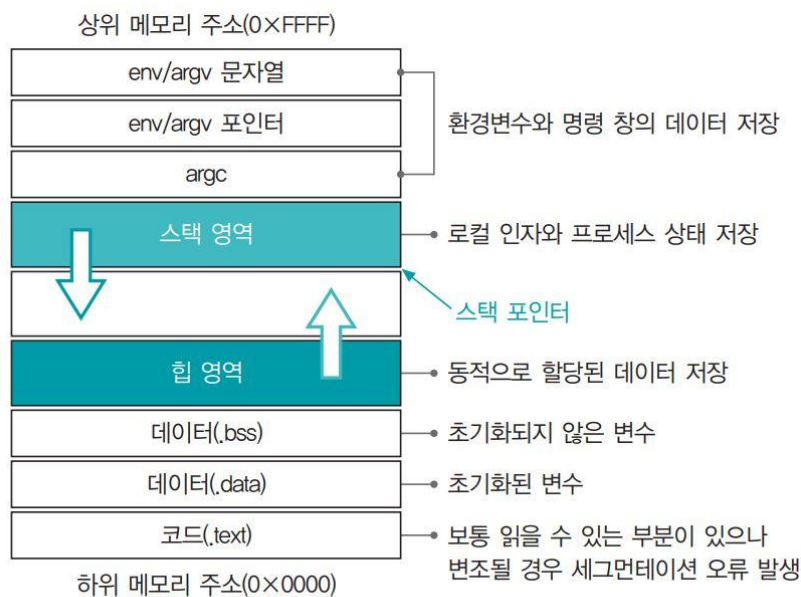 상위 메모리 주소(0×FFFF)
env/argv 문자열
env/argv 포인터
환경변수와 명령 창의 데이터 저장
argc
스택 영역
로컬 인자와 프로세스 상태 저장
스택 포인터
힙 영역
동적으로 할당된 데이터 저장
데이터(.bss)
초기화되지 않은 변수
데이터(.data)
초기화된 변수
코드(.text)
보통 읽을 수 있는 부분이 있으나
변조될 경우 세그먼테이션 오류 발생
하위 메모리 주소(0×0000)